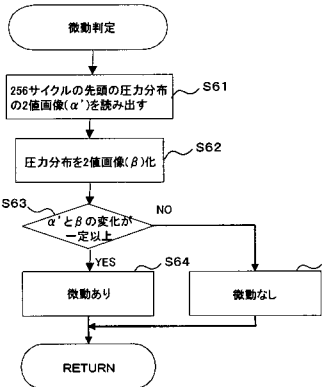 微動判定
256サイクルの先頭の圧力分布
の2値画像(α')を読み出す
S61
圧力分布を2値画像(β)化
S62
S63
α'とβの変化が
一定以上
NO
YES
S64
微動あり
微動なし
RETURN